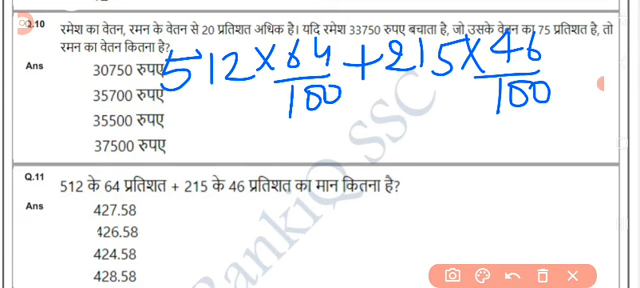 Q.10 रमेश का वेतन, रमन के वेतन से 20 प्रतिशत अधिक है। यदि रमेश 33750 रुपए बचाता है, जो उसके वेतन का 75 प्रतिशत है, तो
रमन का वेतन कितना है?
Ans 30750 रुपए
35700 रुपए
35500 रुपए
37500 रुपए
512 × 64/100 + 215 × 46/100
Q.11 512 के 64 प्रतिशत + 215 के 46 प्रतिशत का मान कितना है?
Ans 427.58
426.58
424.58
428.58
RankiQ SSC